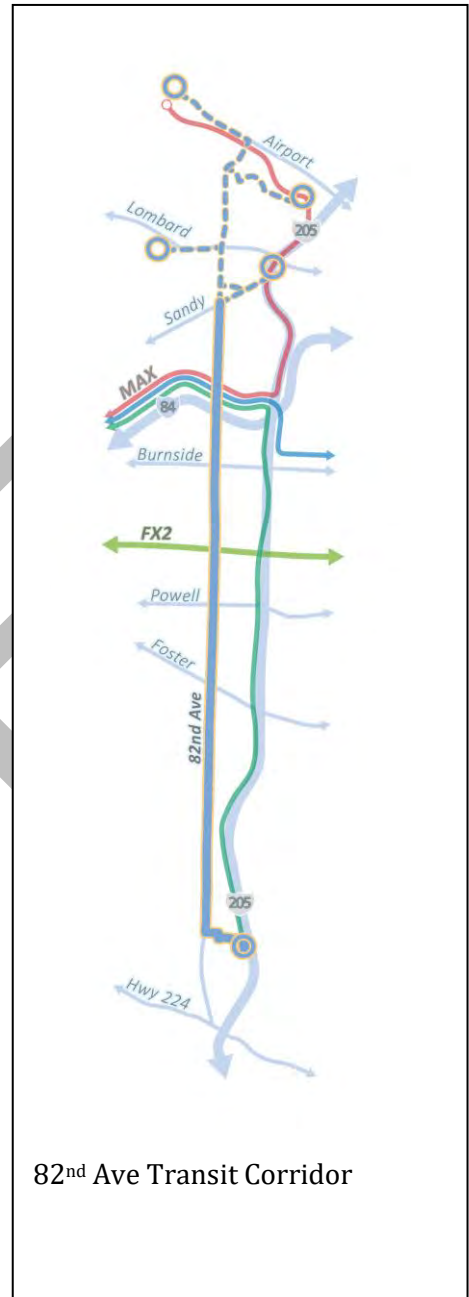 Airport
Lombard
205
Sandy
MAX
84
Burnside
FX2
Powell
Foster
82nd Ave
205
Hwy 224
82nd Ave Transit Corridor